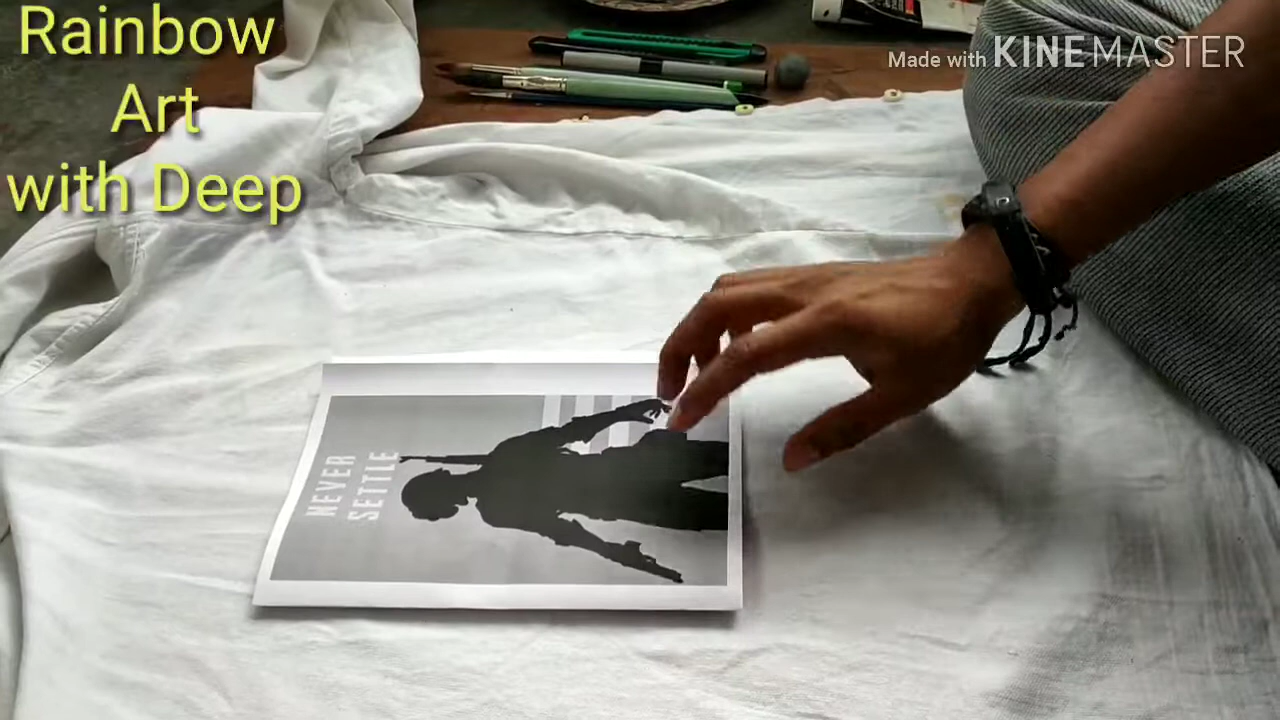 Rainbow
Art
with Deep
Made with KINEMASTER
NEVER
SETTLE